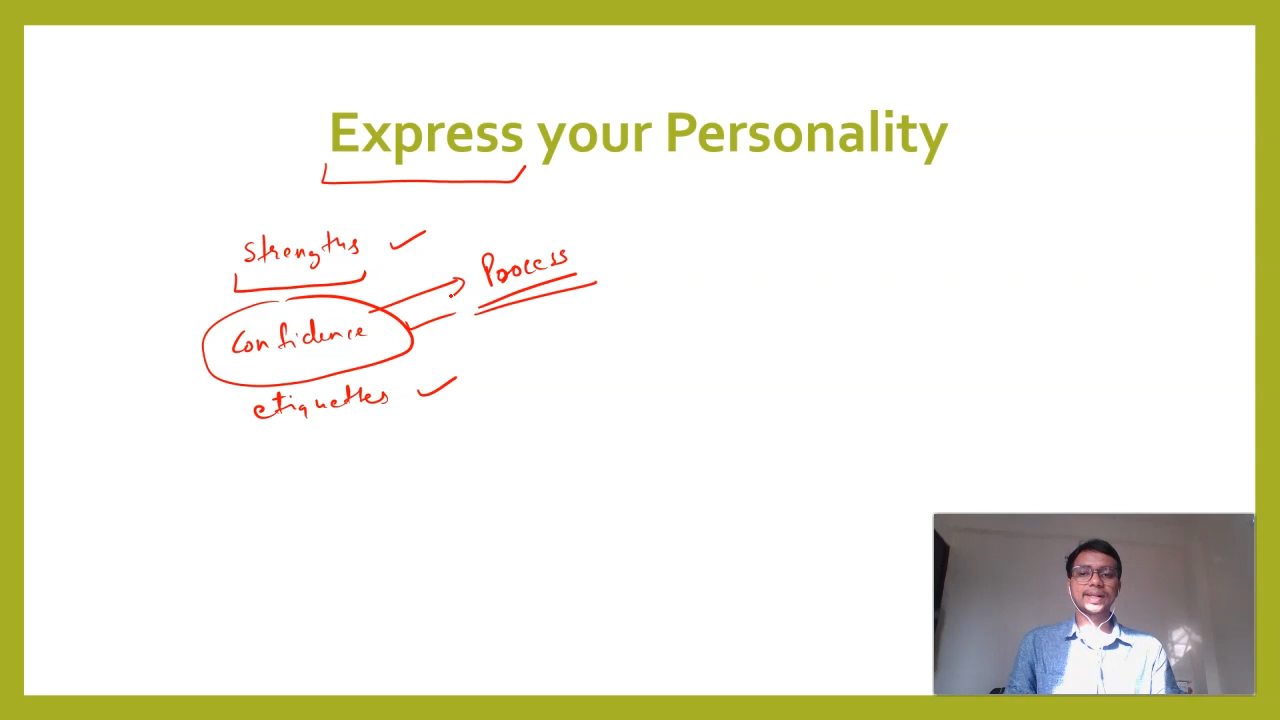 Express your Personality
Strengths
Process
Confidence
etiquettes